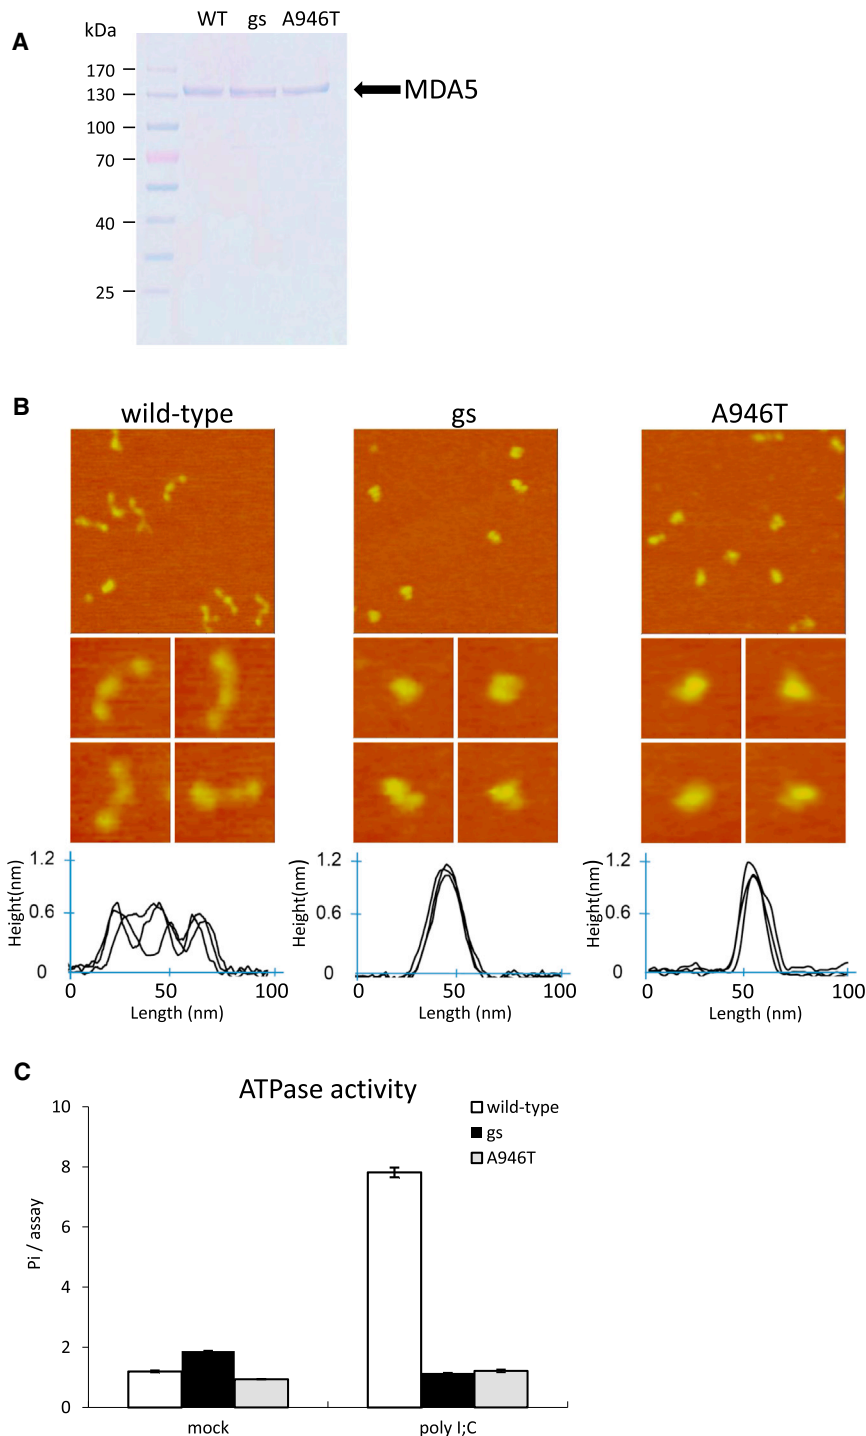 A
kDa
WT gs A946T
170
130
100
70
40
25
MDA5
B
wild-type gs A946T
Height(nm)
1.2
0.6
0
0 50 100
Length (nm)
Height(nm)
1.2
0.6
0
0 50 100
Length (nm)
Height(nm)
1.2
0.6
0
0 50 100
Length (nm)
C
ATPase activity
wild-type
gs
A946T
Pi / assay
10
8
6
4
2
0
mock poly I;C